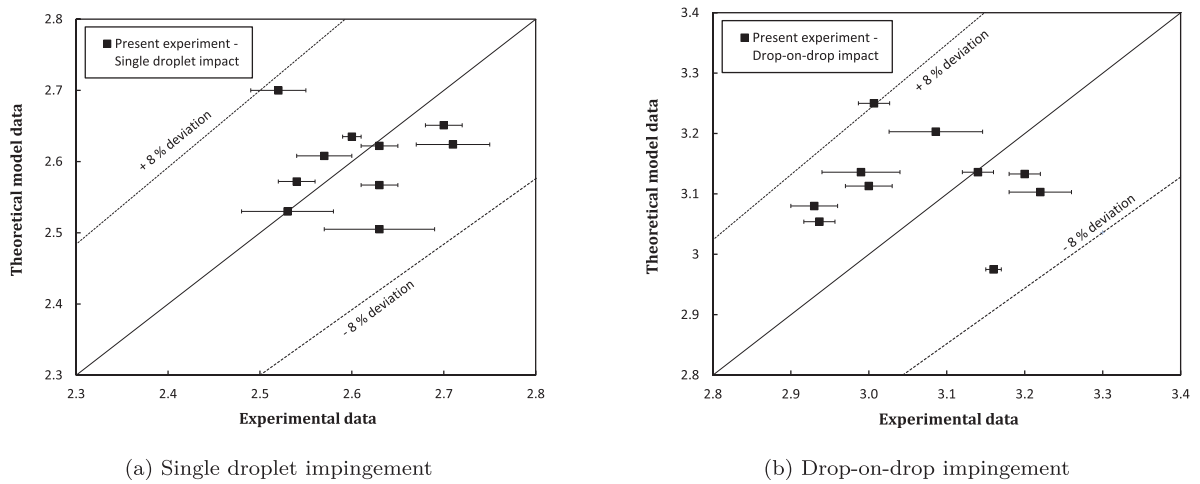 2.8
2.7
2.6
2.5
2.4
2.3
2.3
2.4
2.5
2.6
2.7
2.8
Theoretical model data
Experimental data
Present experiment -
Single droplet impact
+ 8 % deviation
- 8 % deviation
(a) Single droplet impingement
3.4
3.3
3.2
3.1
3
2.9
2.8
2.8
2.9
3.0
3.1
3.2
3.3
3.4
Theoretical model data
Experimental data
Present experiment -
Drop-on-drop impact
+ 8 % deviation
- 8 % deviation
(b) Drop-on-drop impingement